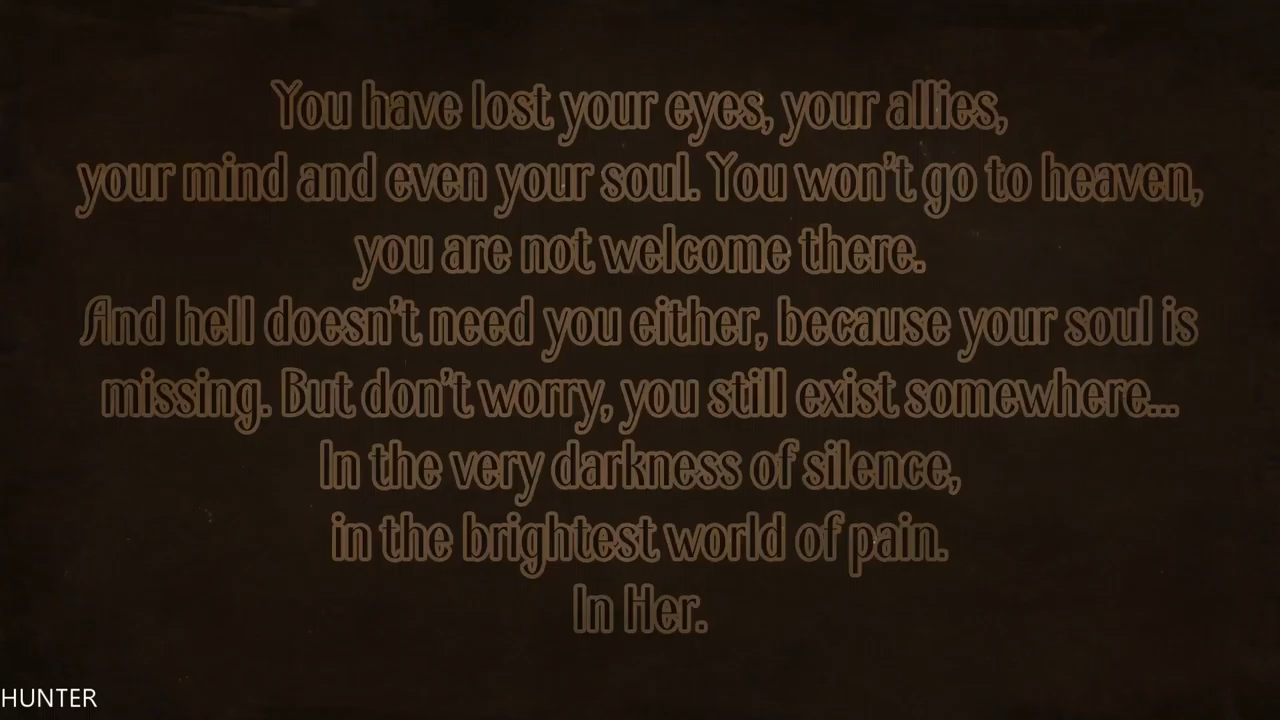 You have lost your eyes, your allies,
your mind and even your soul. You won't go to heaven,
you are not welcome there.
And hell doesn't need you either, because your soul is
missing. But don't worry, you still exist somewhere...
In the very darkness of silence,
in the brightest world of pain.
In Her.
HUNTER